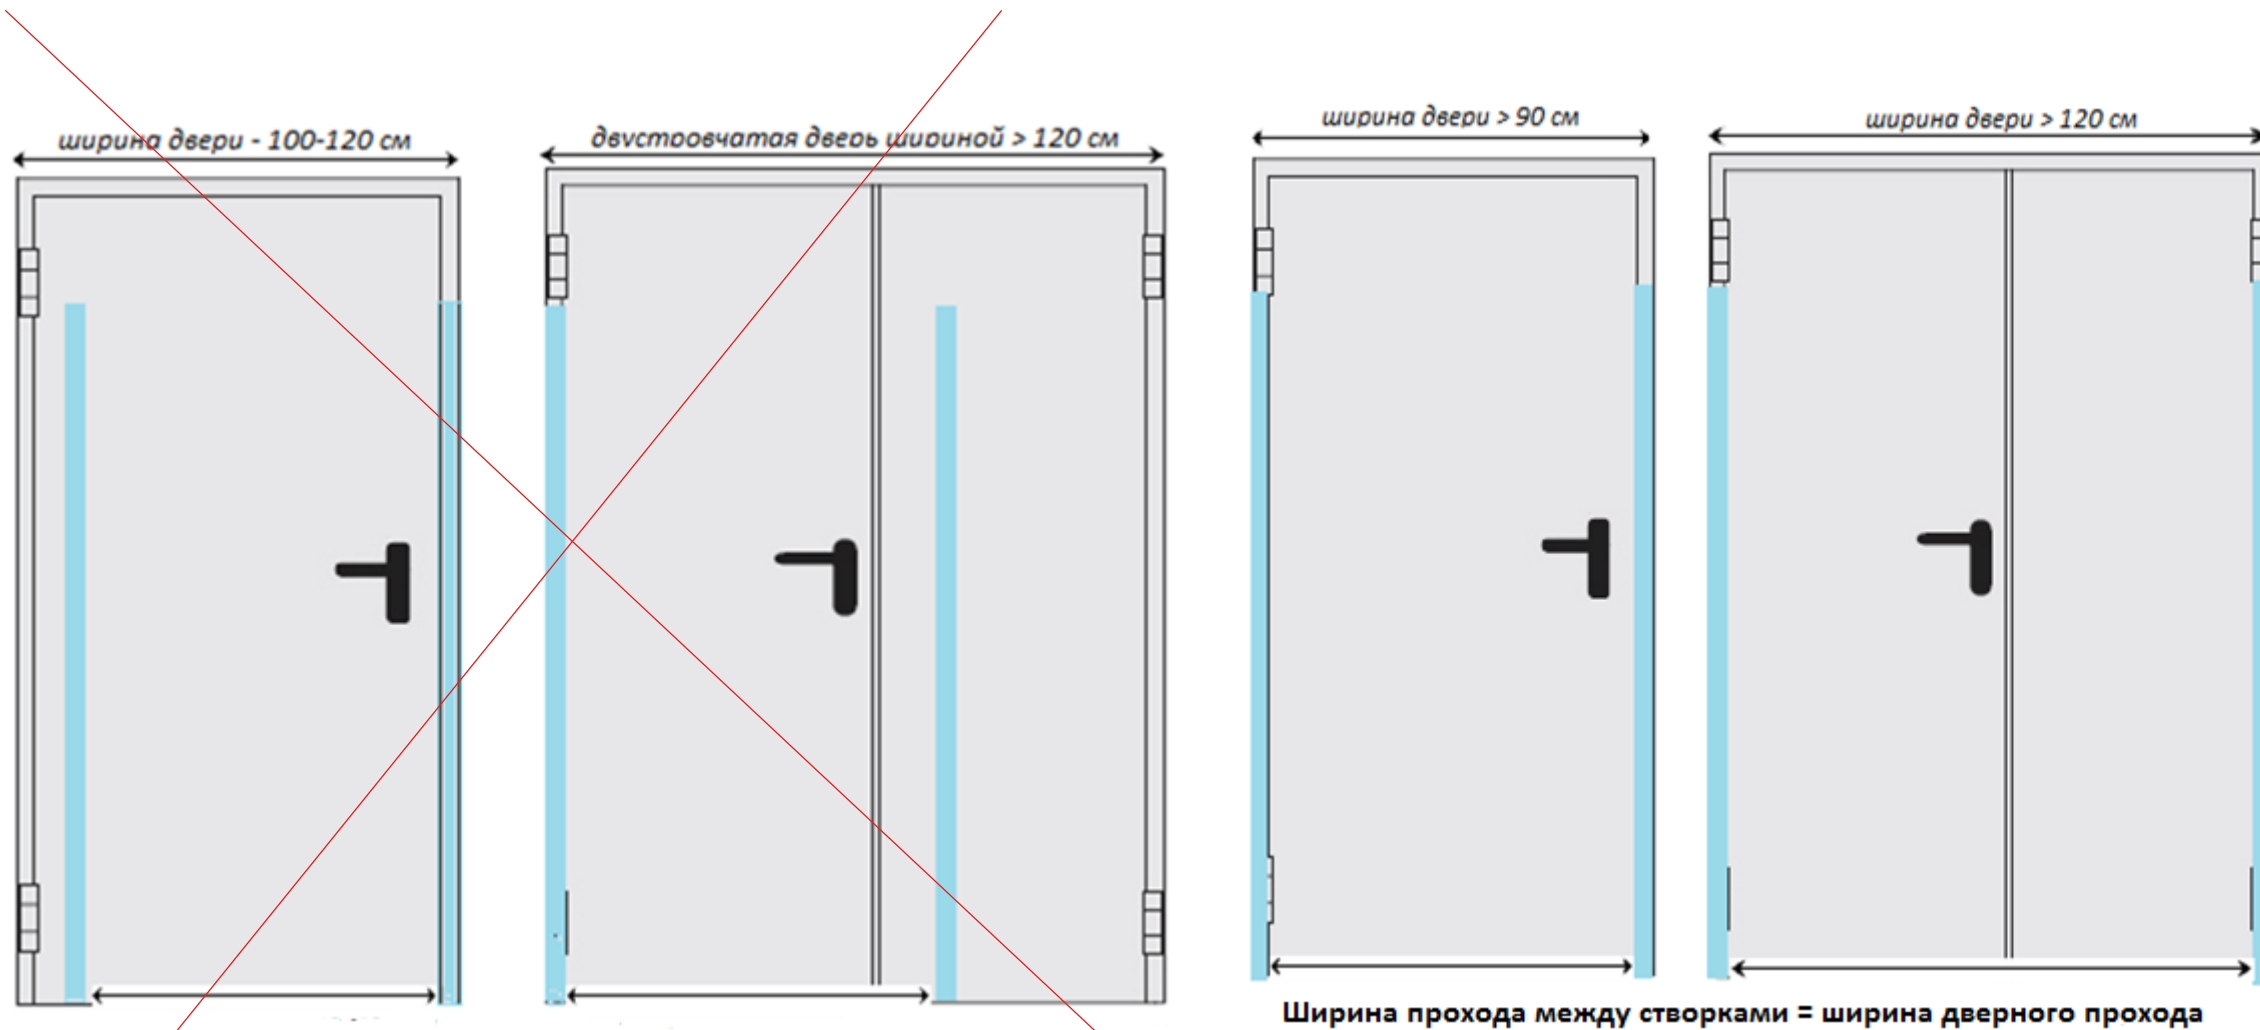 ширина двери - 100-120 см
двустровчатая дверь шириной > 120 см
ширина двери > 90 см
ширина двери > 120 см
Ширина прохода между створками = ширина дверного прохода